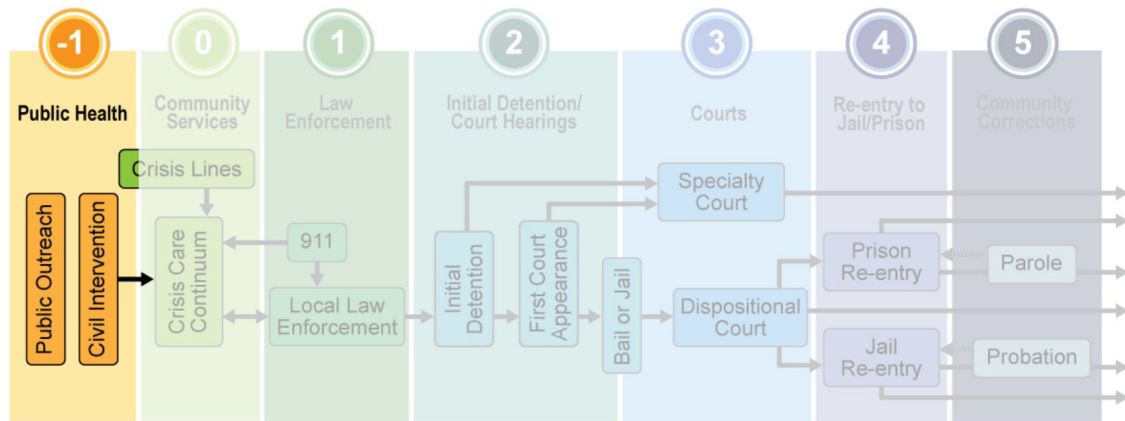 -1
0
1
2
3
4
5
Public Health
Community
Services
Law
Enforcement
Initial Detention/
Court Hearings
Courts
Re-entry to
Jail/Prison
Community
Corrections
Public Outreach
Civil Intervention
Crisis Lines
Crisis Care
Continuum
911
Local Law
Enforcement
Initial
Detention
First Court
Appearance
Bail or Jail
Specialty
Court
Dispositional
Court
Prison
Re-entry
Jail
Re-entry
Parole
Probation